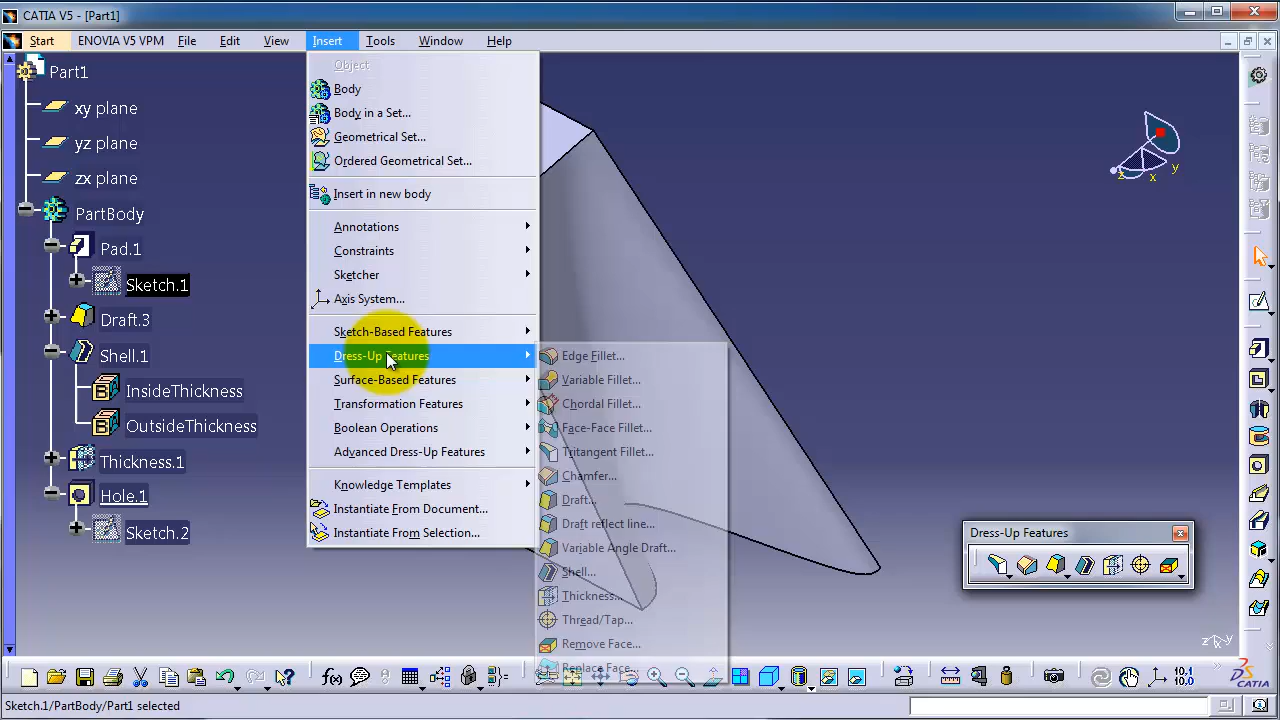 CATIA V5 - [Part1]
Start ENOVIA V5 VPM File Edit View Insert Tools Window Help
Part1
xy plane
yz plane
zx plane
PartBody
Pad.1
Sketch.1
Draft.3
Shell.1
InsideThickness
OutsideThickness
Thickness.1
Hole.1
Sketch.2
Object
Body
Body in a Set...
Geometrical Set...
Ordered Geometrical Set...
Insert in new body
Annotations
Constraints
Sketcher
Axis System...
Sketch-Based Features
Dress-Up Features
Surface-Based Features
Transformation Features
Boolean Operations
Advanced Dress-Up Features
Knowledge Templates
Instantiate From Document...
Instantiate From Selection...
Edge Fillet...
Variable Fillet...
Chordal Fillet...
Face-Face Fillet...
Tritangent Fillet...
Chamfer...
Draft...
Draft reflect line...
Variable Angle Draft...
Shell...
Thickness...
Thread/Tap...
Remove Face...
Replace Face...
z x y
Dress-Up Features
z y
x
f(x)
10.1
CATIA
Sketch.1/PartBody/Part1 selected